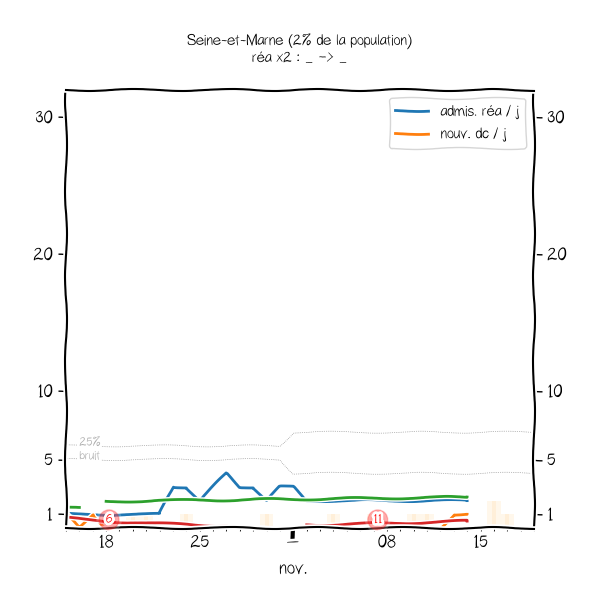 Seine-et-Marne (2% de la population)
réa x2 : _ -> _
admis. réa / j
nouv. dc / j
30
30
20
20
10
10
25%
bruit
5
5
1
1
6
11
18
25
08
15
nov.